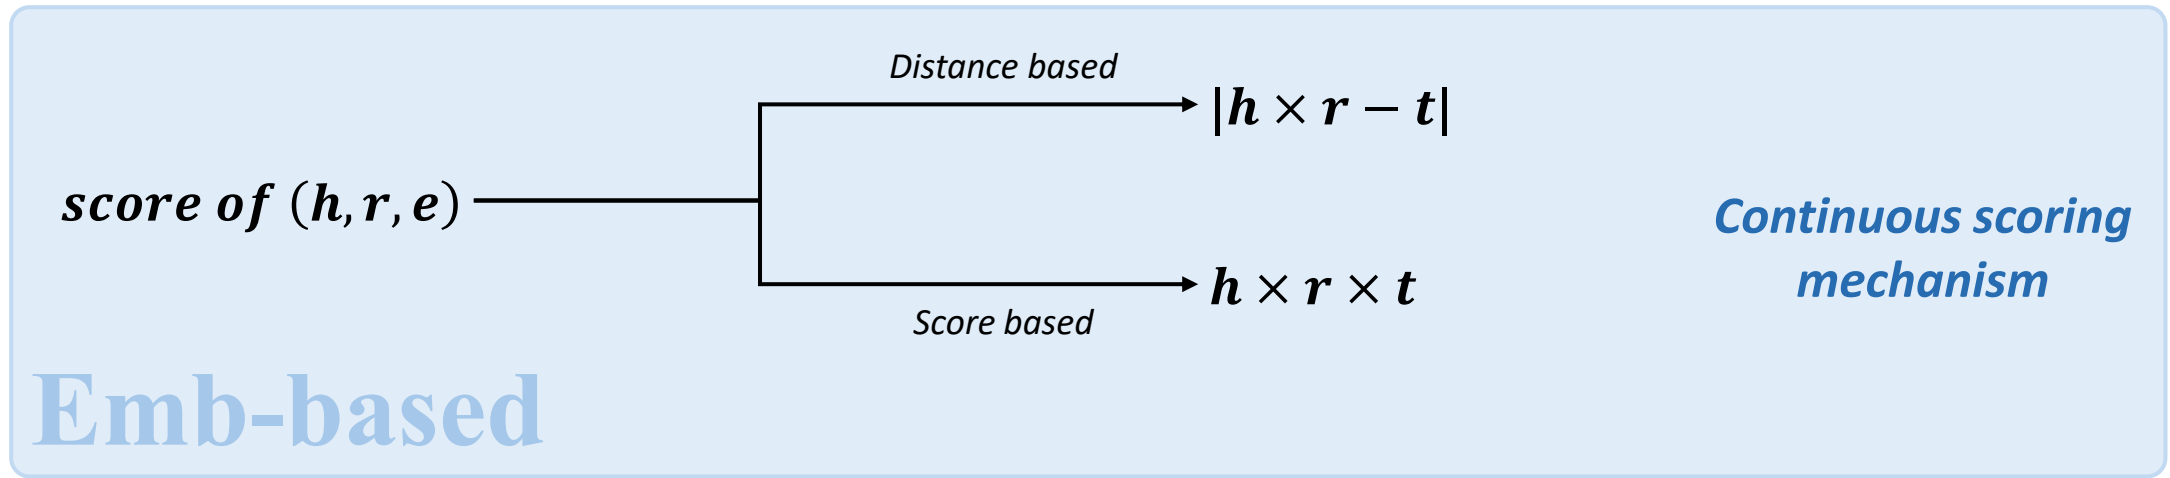 Distance based
|h × r − t|
score of (h, r, e)
Continuous scoring
mechanism
h × r × t
Score based
Emb-based